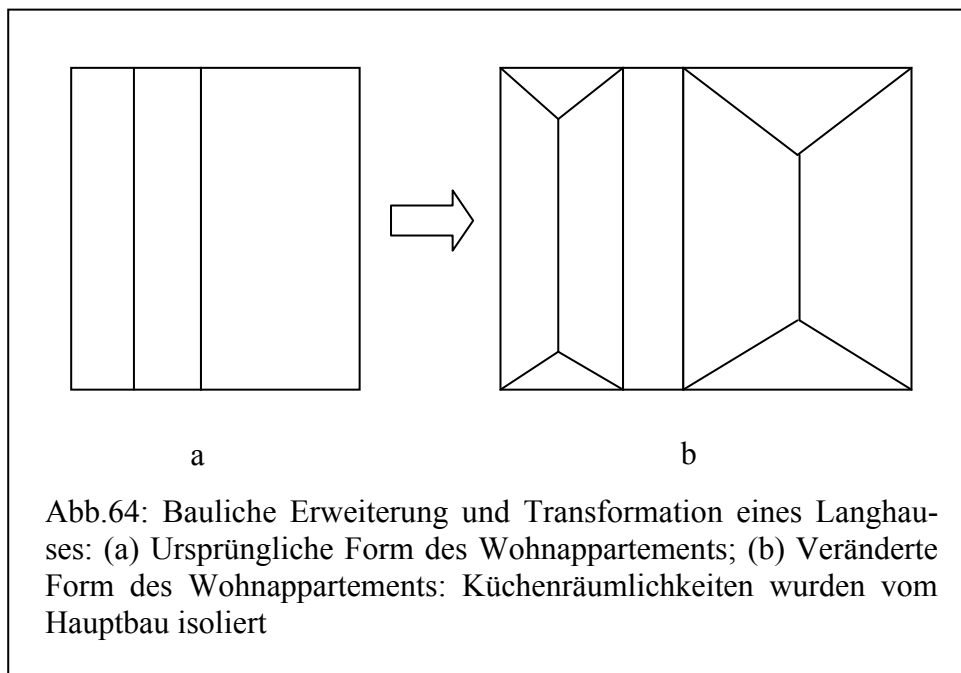 a
b
Abb.64: Bauliche Erweiterung und Transformation eines Langhau-
ses: (a) Ursprüngliche Form des Wohnappartements; (b) Veränderte
Form des Wohnappartements: Küchenräumlichkeiten wurden vom
Hauptbau isoliert